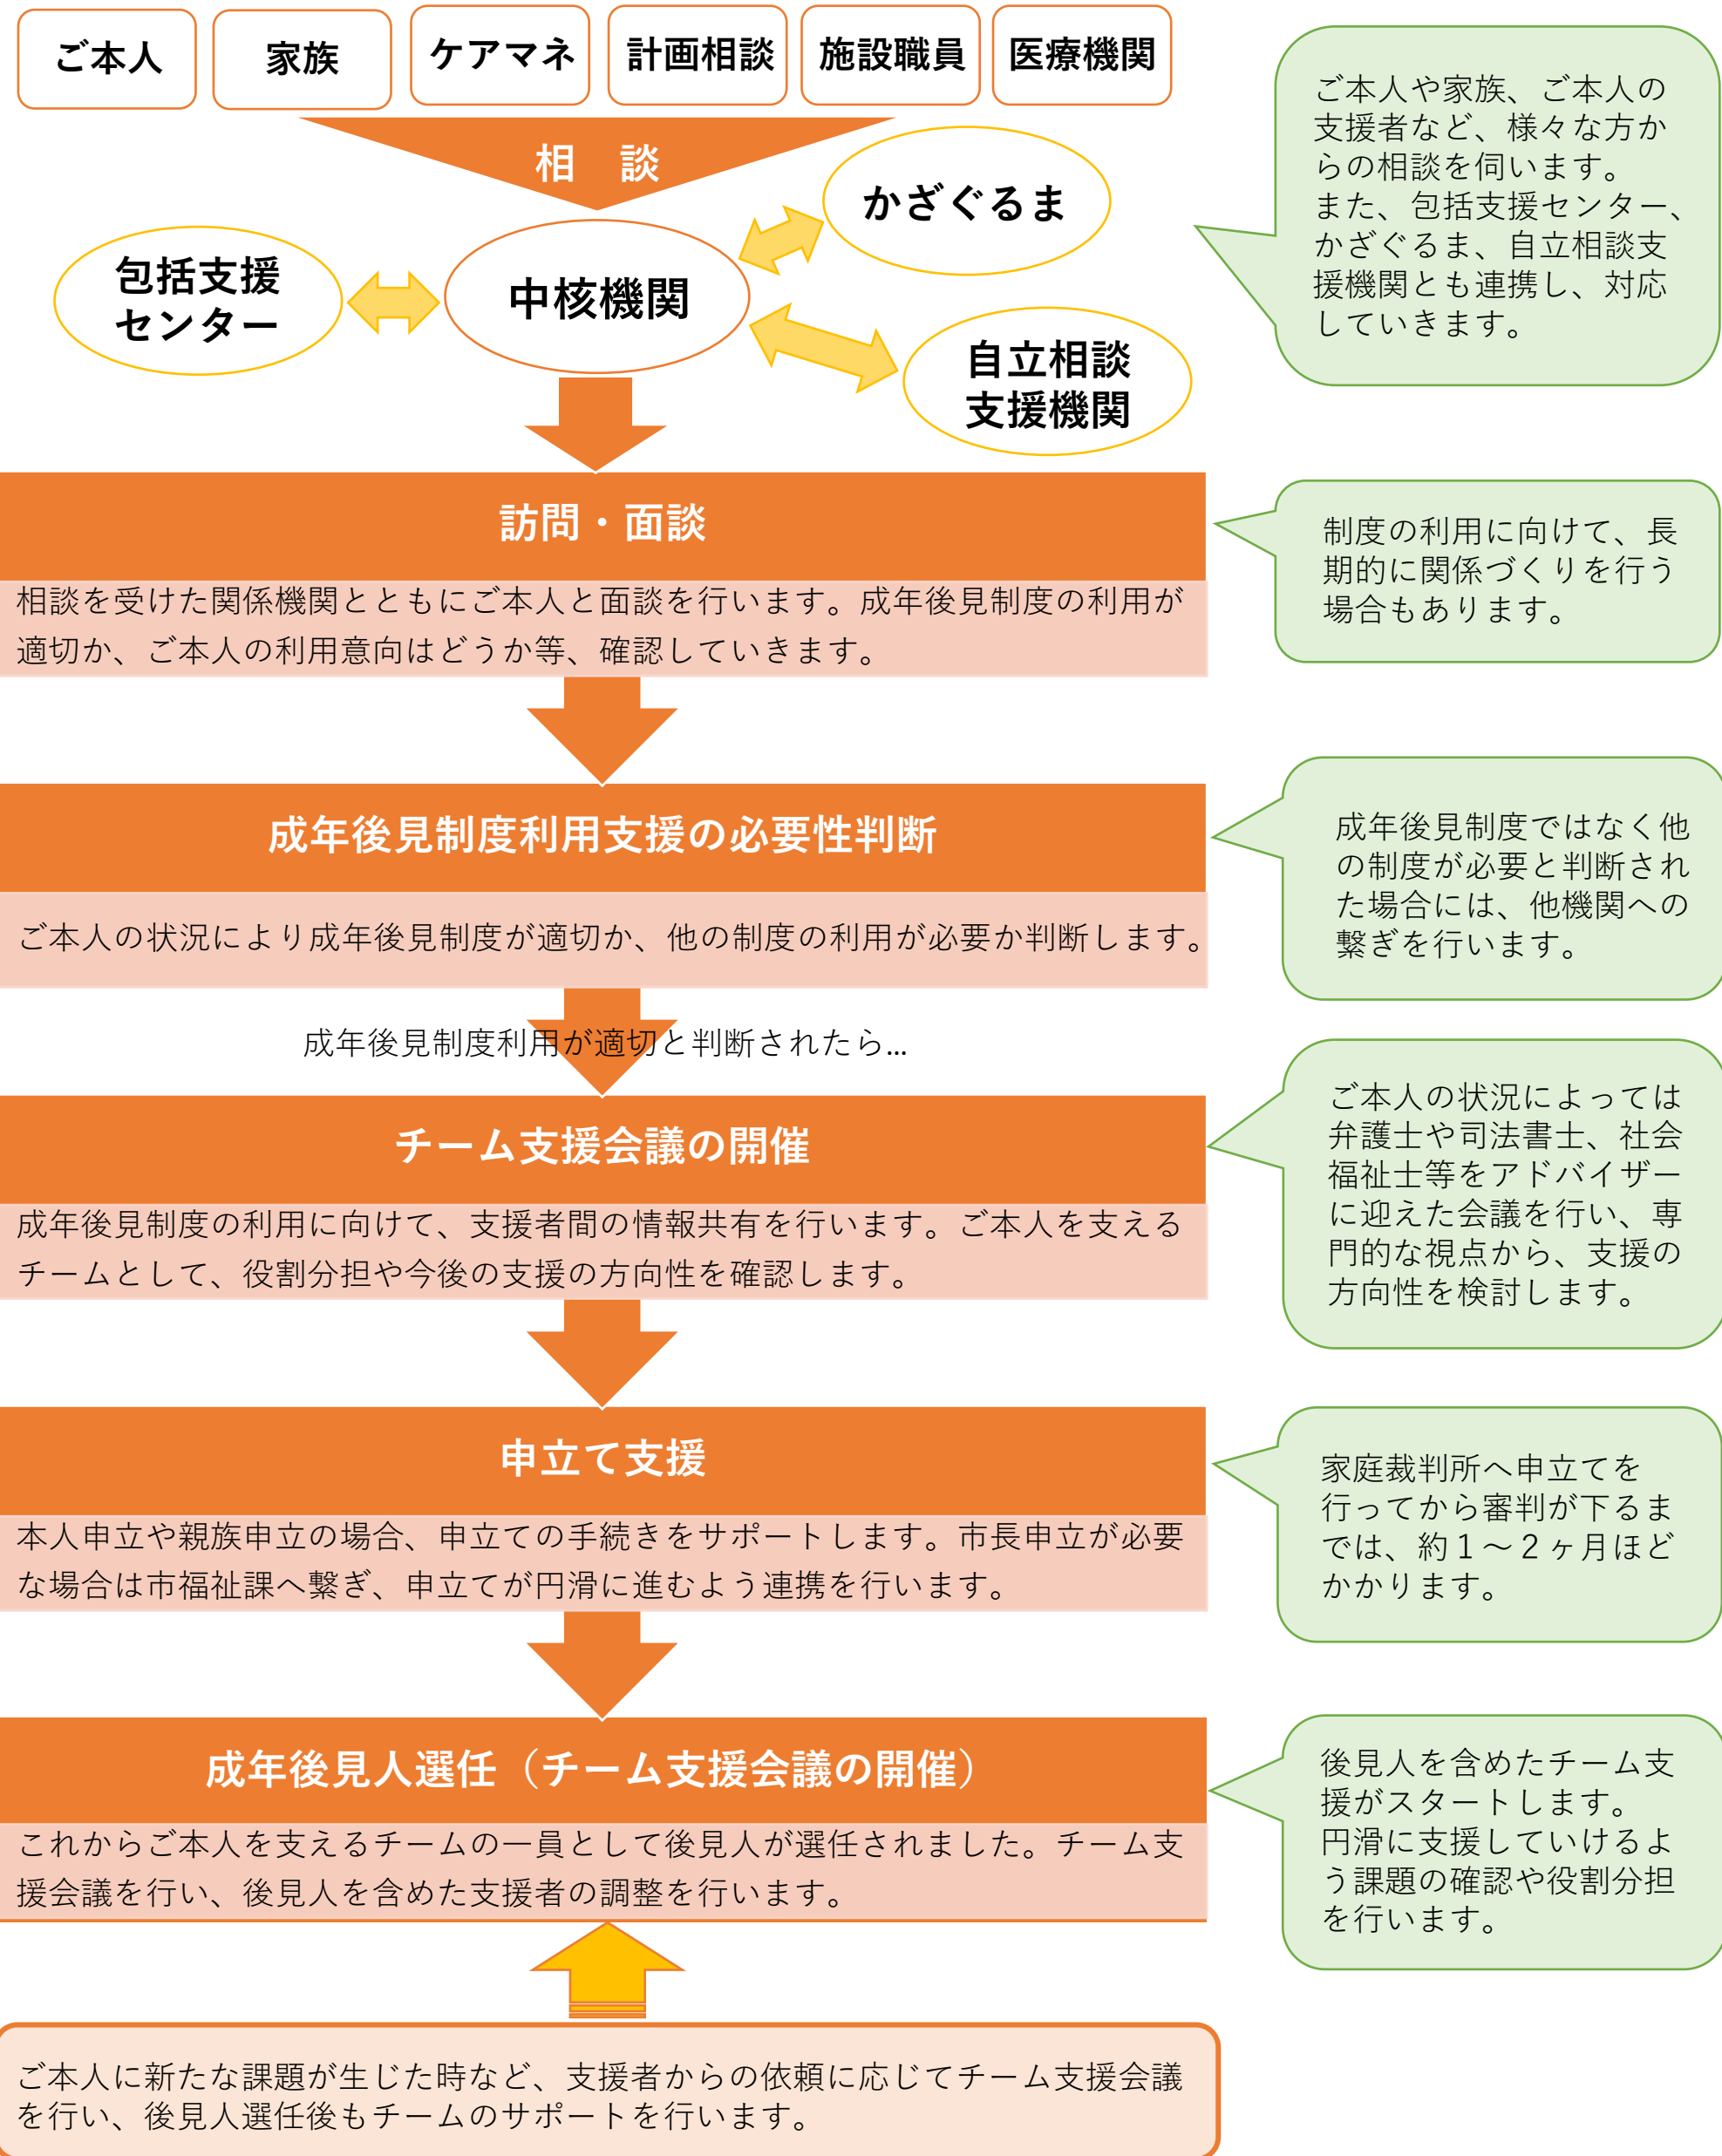 ご本人
家族
ケアマネ
計画相談
施設職員
医療機関
相　談
かざぐるま
包括支援
センター
中核機関
自立相談
支援機関
ご本人や家族、ご本人の
支援者など、様々な方か
らの相談を伺います。
また、包括支援センター、
かざぐるま、自立相談支
援機関とも連携し、対応
していきます。
訪問・面談
相談を受けた関係機関とともにご本人と面談を行います。成年後見制度の利用が
適切か、ご本人の利用意向はどうか等、確認していきます。
制度の利用に向けて、長
期的に関係づくりを行う
場合もあります。
成年後見制度利用支援の必要性判断
ご本人の状況により成年後見制度が適切か、他の制度の利用が必要か判断します。
成年後見制度ではなく他
の制度が必要と判断され
た場合には、他機関への
繋ぎを行います。
成年後見制度利用が適切と判断されたら...
チーム支援会議の開催
成年後見制度の利用に向けて、支援者間の情報共有を行います。ご本人を支える
チームとして、役割分担や今後の支援の方向性を確認します。
ご本人の状況によっては
弁護士や司法書士、社会
福祉士等をアドバイザー
に迎えた会議を行い、専
門的な視点から、支援の
方向性を検討します。
申立て支援
本人申立や親族申立の場合、申立ての手続きをサポートします。市長申立が必要
な場合は市福祉課へ繋ぎ、申立てが円滑に進むよう連携を行います。
家庭裁判所へ申立てを
行ってから審判が下るま
では、約１～２ヶ月ほど
かかります。
成年後見人選任（チーム支援会議の開催）
これからご本人を支えるチームの一員として後見人が選任されました。チーム支
援会議を行い、後見人を含めた支援者の調整を行います。
後見人を含めたチーム支
援がスタートします。
円滑に支援していけるよ
う課題の確認や役割分担
を行います。
ご本人に新たな課題が生じた時など、支援者からの依頼に応じてチーム支援会議
を行い、後見人選任後もチームのサポートを行います。